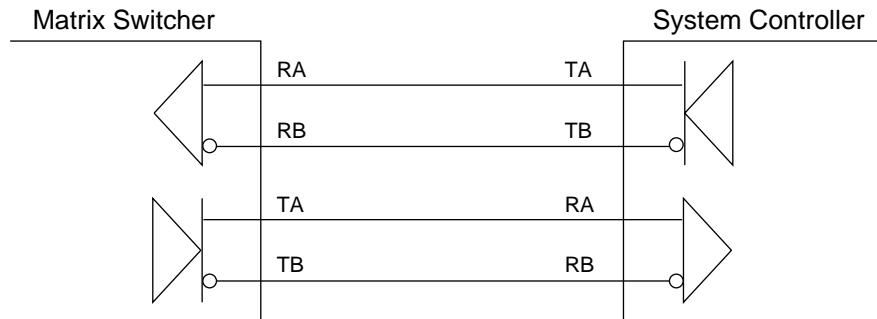 Matrix Switcher System Controller
RA TA
RB TB
TA RA
TB RB